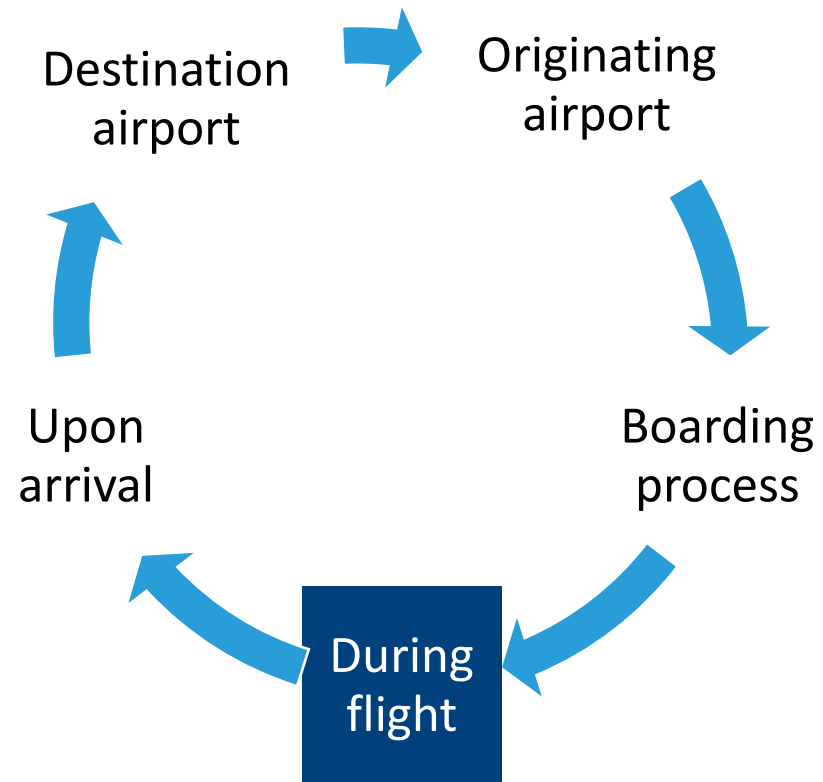 Destination
airport
Originating
airport
Boarding
process
During
flight
Upon
arrival